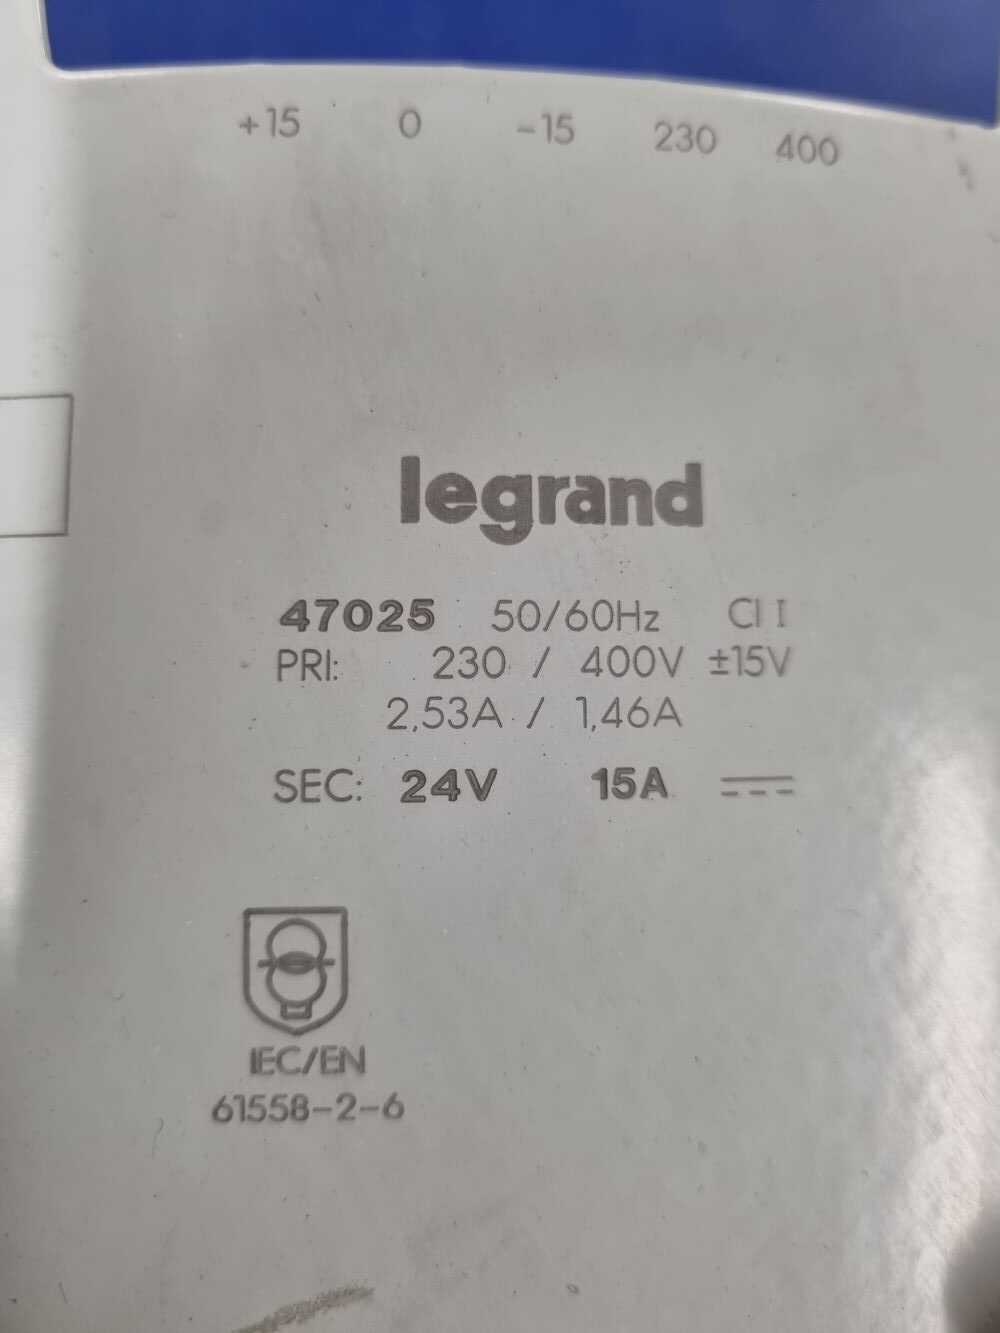 +15 0 -15 230 400
legrand
47025 50/60Hz Cl I
PRI: 230 / 400V ±15V
2,53A / 1,46A
SEC: 24V 15A ⎓
IEC/EN
61558-2-6